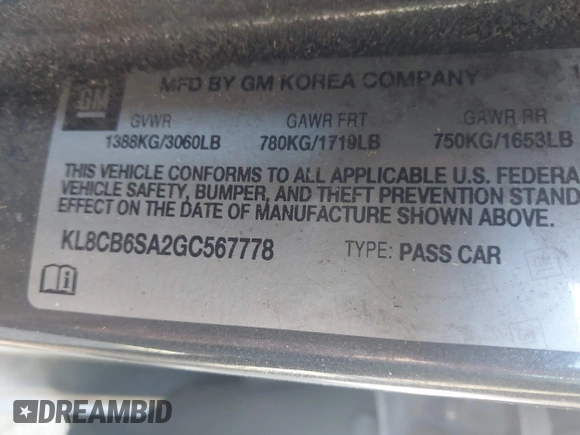 GM
MFD BY GM KOREA COMPANY
GVWR GAWR FRT GAWR RR
1388KG/3060LB 780KG/1719LB 750KG/1653LB
THIS VEHICLE CONFORMS TO ALL APPLICABLE U.S. FEDERA
VEHICLE SAFETY, BUMPER, AND THEFT PREVENTION STAND
EFFECT ON THE DATE OF MANUFACTURE SHOWN ABOVE.
KL8CB6SA2GC567778 TYPE: PASS CAR
DREAMBID